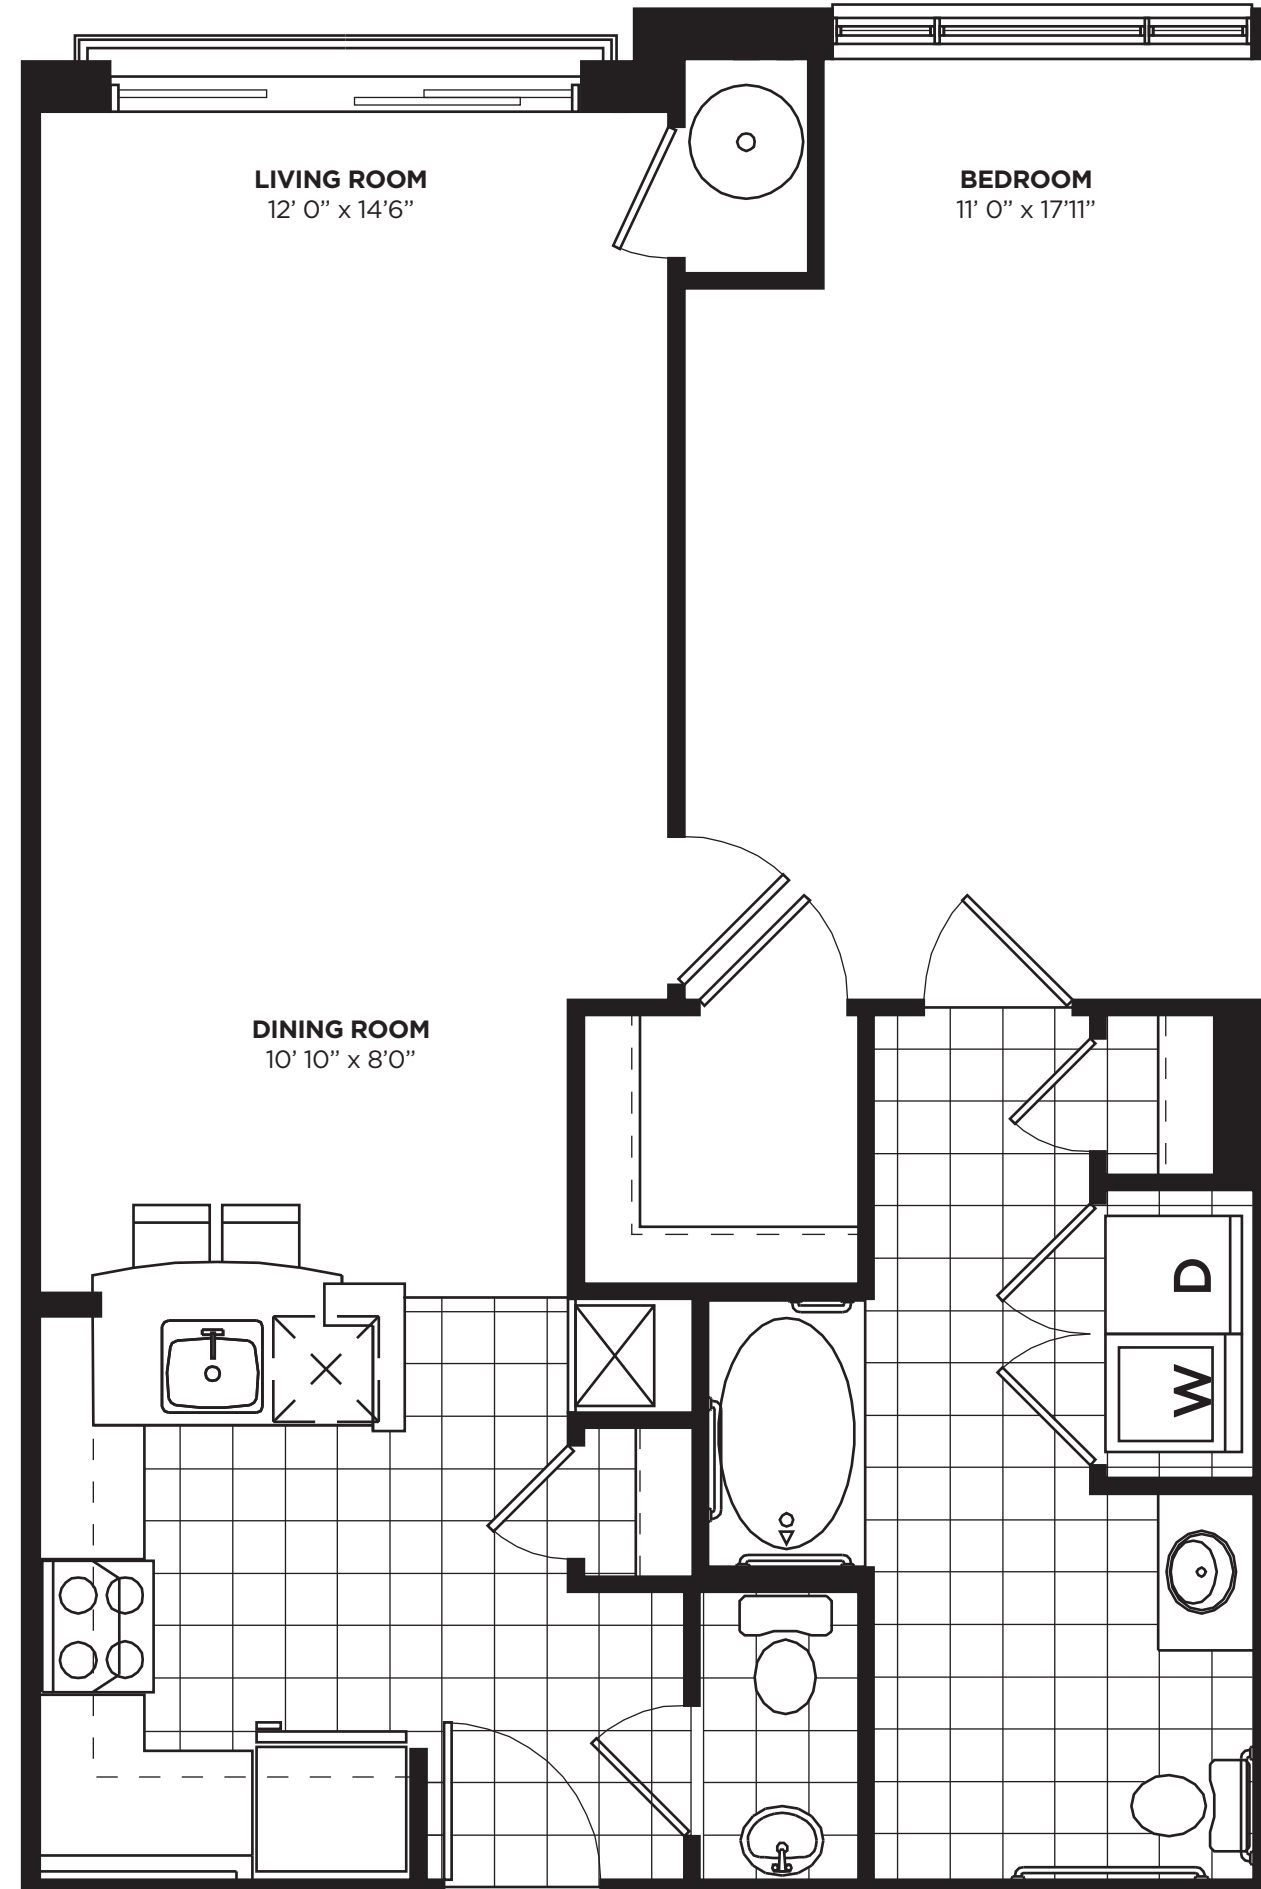 LIVING ROOM
12’ 0” x 14’6”
BEDROOM
11’ 0” x 17’11”
DINING ROOM
10’ 10” x 8’0”
D
W